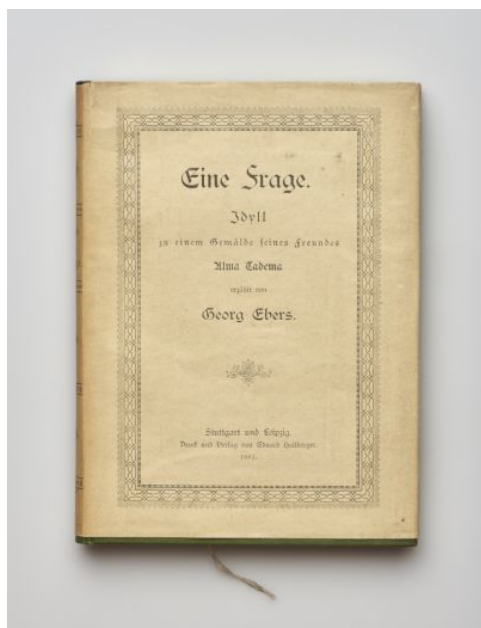 Eine Frage.
Idyll
zu einem Gemälde seines Freundes
Alma Tadema
erzählt von
Georg Ebers.
Stuttgart und Leipzig.
Druck und Verlag von Eduard Hallberger.